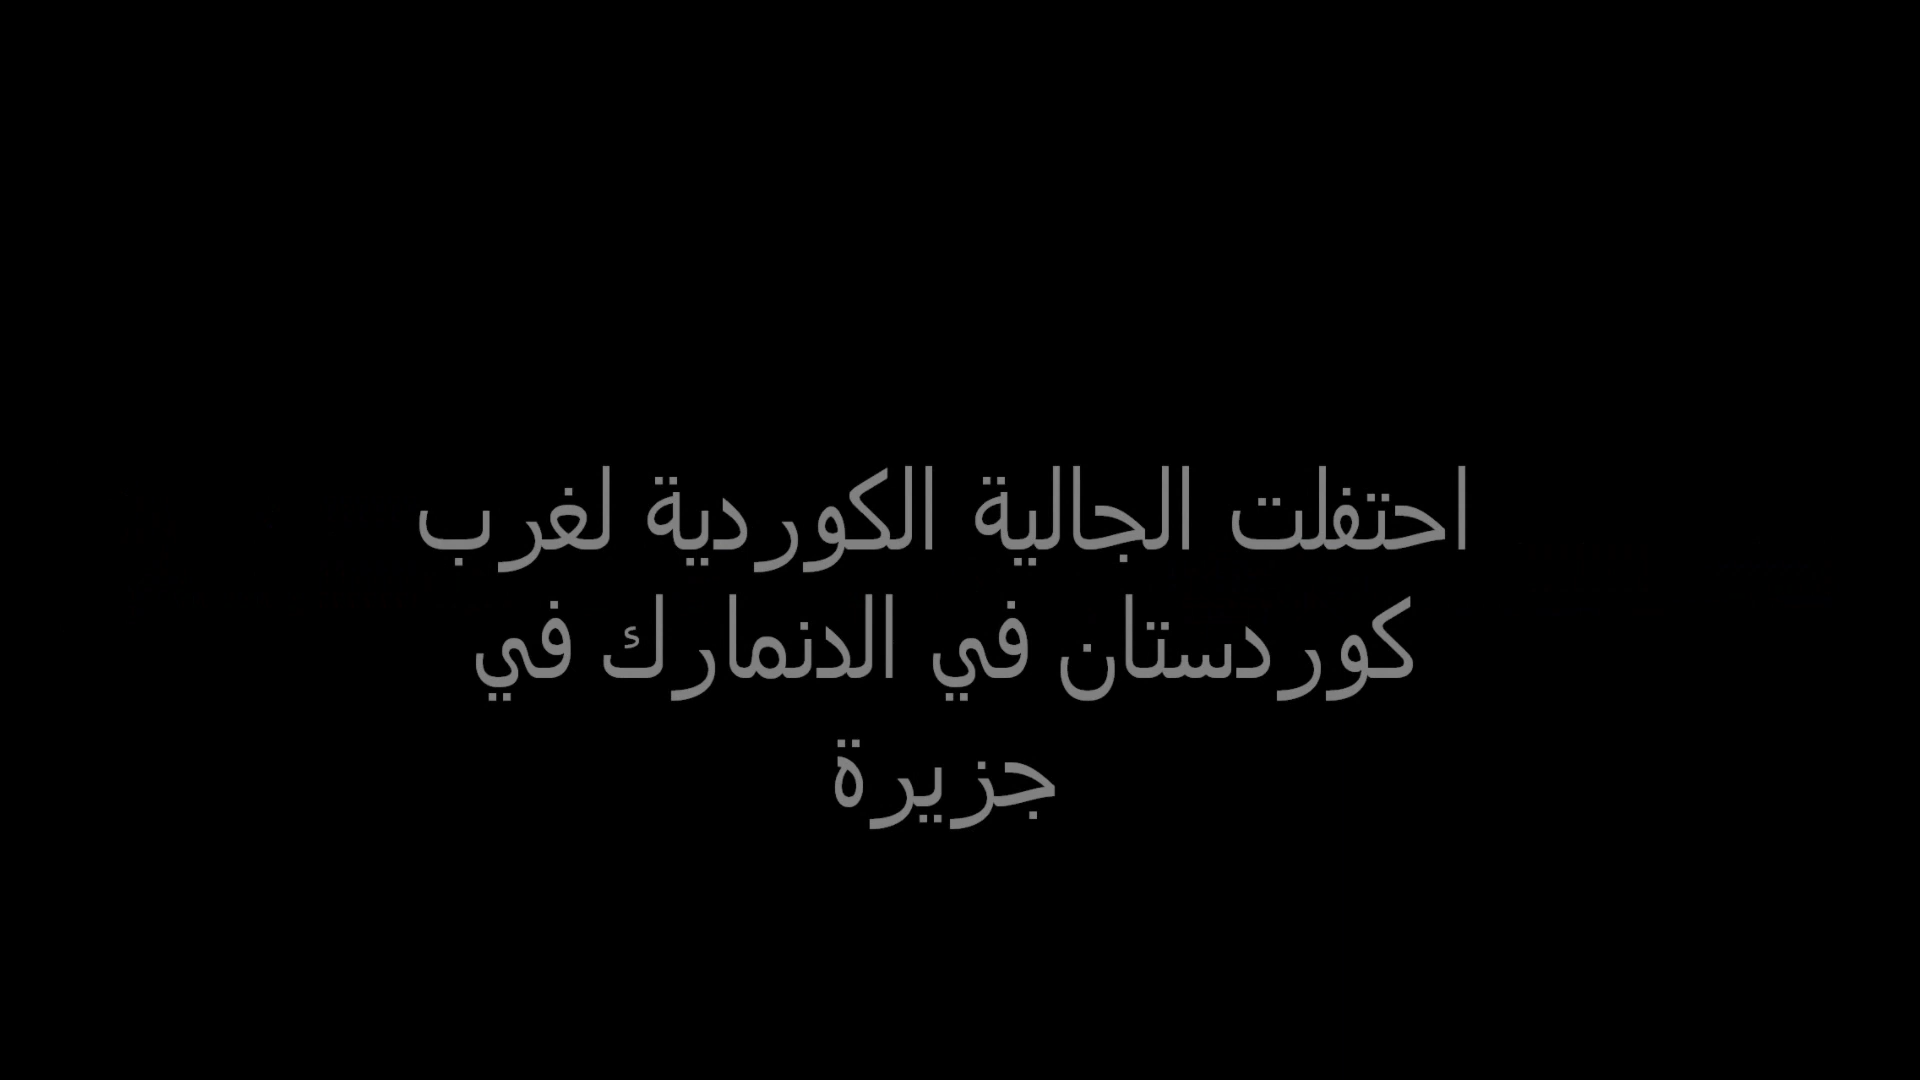 احتفلت الجالية الكوردية لغرب
كوردستان في الدنمارك في
جزيرة